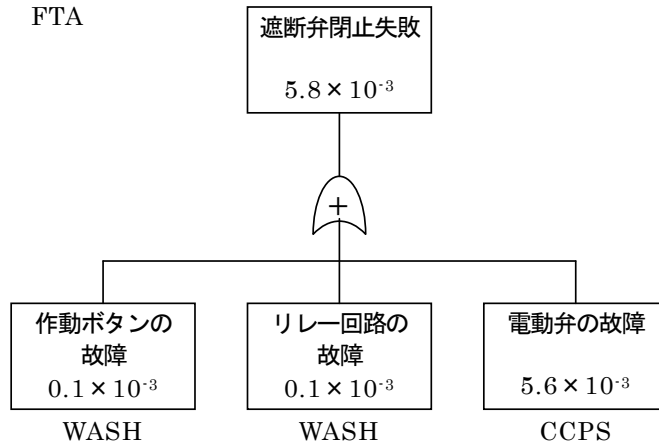 FTA
遮断弁閉止失敗
5.8×10⁻³
+
作動ボタンの
故障
0.1×10⁻³
WASH
リレー回路の
故障
0.1×10⁻³
WASH
電動弁の故障
5.6×10⁻³
CCPS